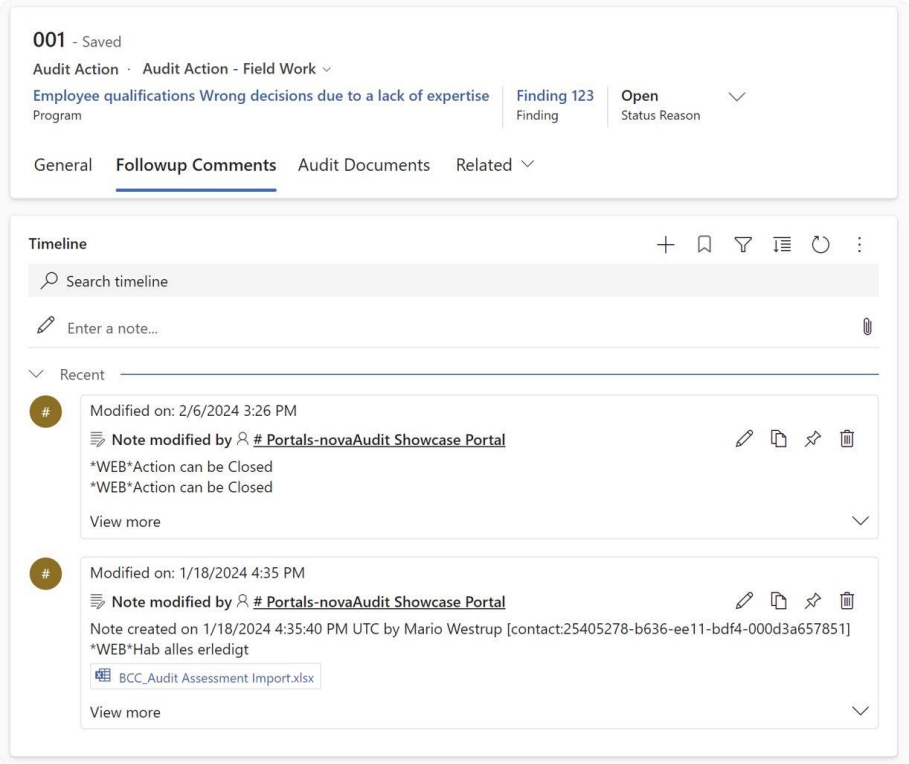 001 - Saved
Audit Action · Audit Action - Field Work
Employee qualifications Wrong decisions due to a lack of expertise
Program
Finding 123
Finding
Open
Status Reason
General Followup Comments Audit Documents Related
Timeline
Search timeline
Enter a note...
Recent
#
Modified on: 2/6/2024 3:26 PM
Note modified by # Portals-novaAudit Showcase Portal
*WEB*Action can be Closed
*WEB*Action can be Closed
View more
#
Modified on: 1/18/2024 4:35 PM
Note modified by # Portals-novaAudit Showcase Portal
Note created on 1/18/2024 4:35:40 PM UTC by Mario Westrup [contact:25405278-b636-ee11-bdf4-000d3a657851]
*WEB*Hab alles erledigt
BCC_Audit Assessment Import.xlsx
View more